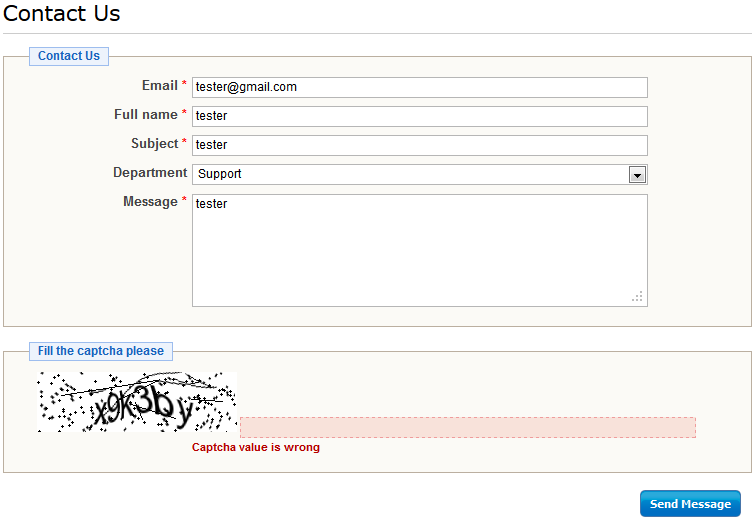 Contact Us
Contact Us
Email *
tester@gmail.com
Full name *
tester
Subject *
tester
Department
Support
Message *
tester
Fill the captcha please
Captcha value is wrong
Send Message